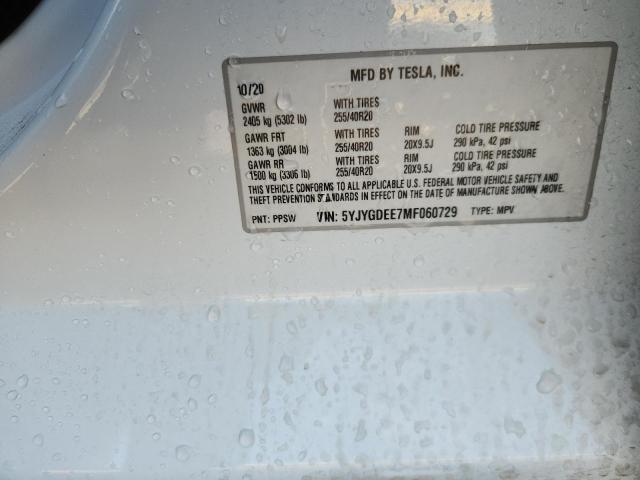 MFD BY TESLA, INC.
10/20
GVWR WITH TIRES
2405 kg (5302 lb) 255/40R20
GAWR FRT WITH TIRES RIM COLD TIRE PRESSURE
1363 kg (3004 lb) 255/40R20 20X9.5J 290 kPa, 42 psi
GAWR RR WITH TIRES RIM COLD TIRE PRESSURE
1500 kg (3306 lb) 255/40R20 20X9.5J 290 kPa, 42 psi
THIS VEHICLE CONFORMS TO ALL APPLICABLE U.S. FEDERAL MOTOR VEHICLE SAFETY AND
THEFT PREVENTION STANDARDS IN EFFECT ON THE DATE OF MANUFACTURE SHOWN ABOVE.
PNT: PPSW VIN: 5YJYGDEE7MF060729 TYPE: MPV